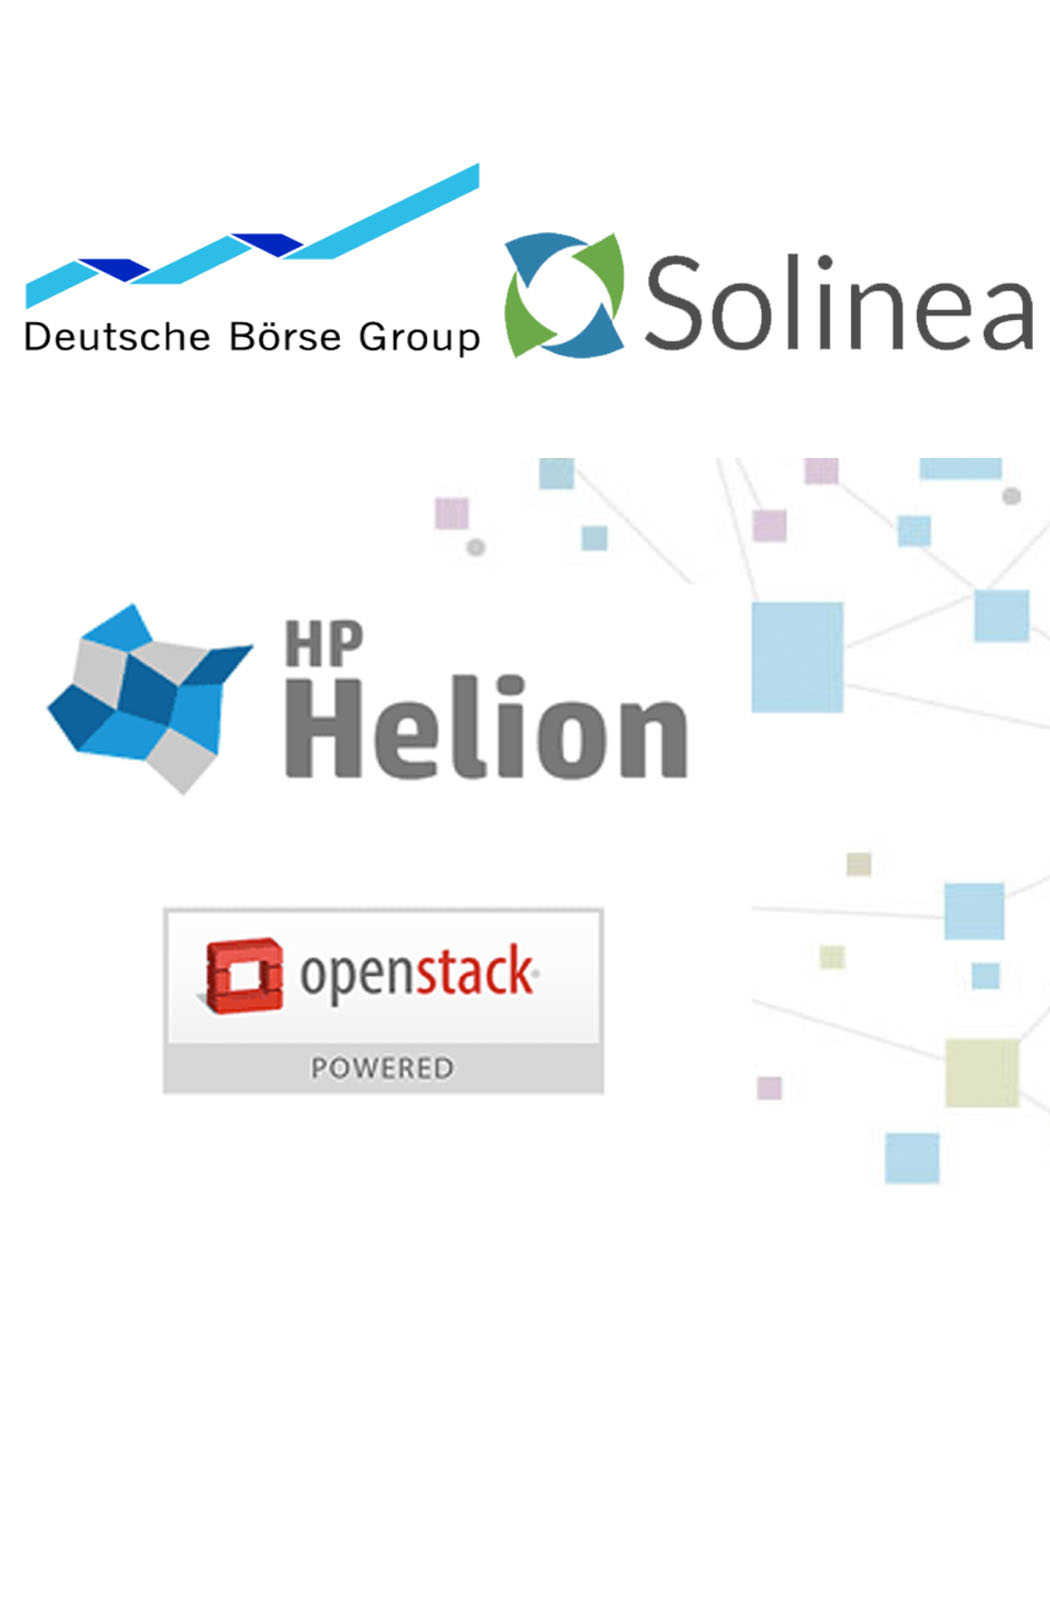 Deutsche Börse Group
Solinea
HP
Helion
openstack
POWERED